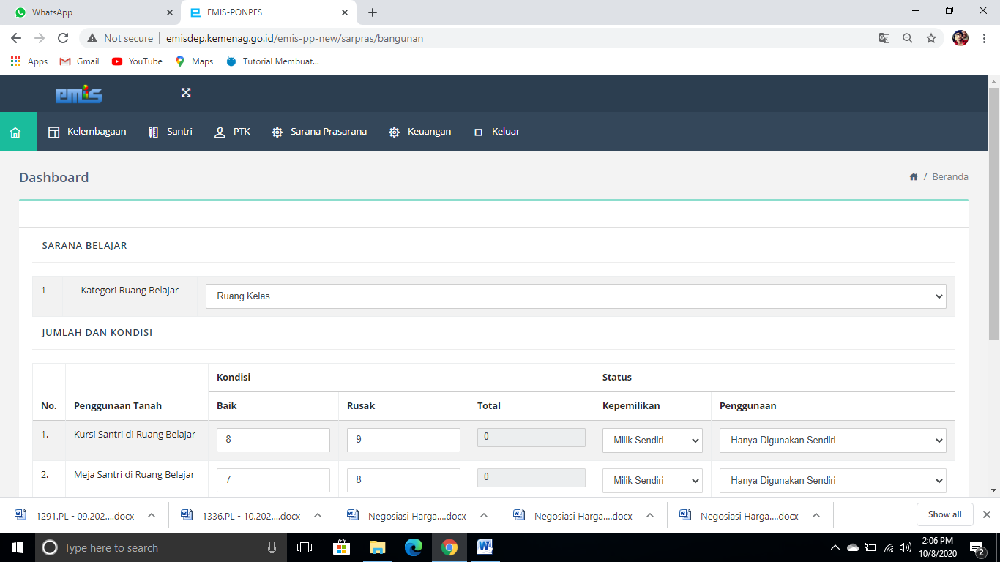 WhatsApp
EMIS-PONPES
Not secure
emisdep.kemenag.go.id/emis-pp-new/sarpras/bangunan
Apps
Gmail
YouTube
Maps
Tutorial Membuat...
emis
Kelembagaan
Santri
PTK
Sarana Prasarana
Keuangan
Keluar
Dashboard
/ Beranda
SARANA BELAJAR
1 Kategori Ruang Belajar Ruang Kelas
JUMLAH DAN KONDISI
Kondisi Status
No. Penggunaan Tanah Baik Rusak Total Kepemilikan Penggunaan
1. Kursi Santri di Ruang Belajar 8 9 0 Milik Sendiri Hanya Digunakan Sendiri
2. Meja Santri di Ruang Belajar 7 8 0 Milik Sendiri Hanya Digunakan Sendiri
1291.PL - 09.202....docx
1336.PL - 10.202....docx
Negosiasi Harga....docx
Negosiasi Harga....docx
Negosiasi Harga....docx
Show all
Type here to search
2:06 PM
10/8/2020
2